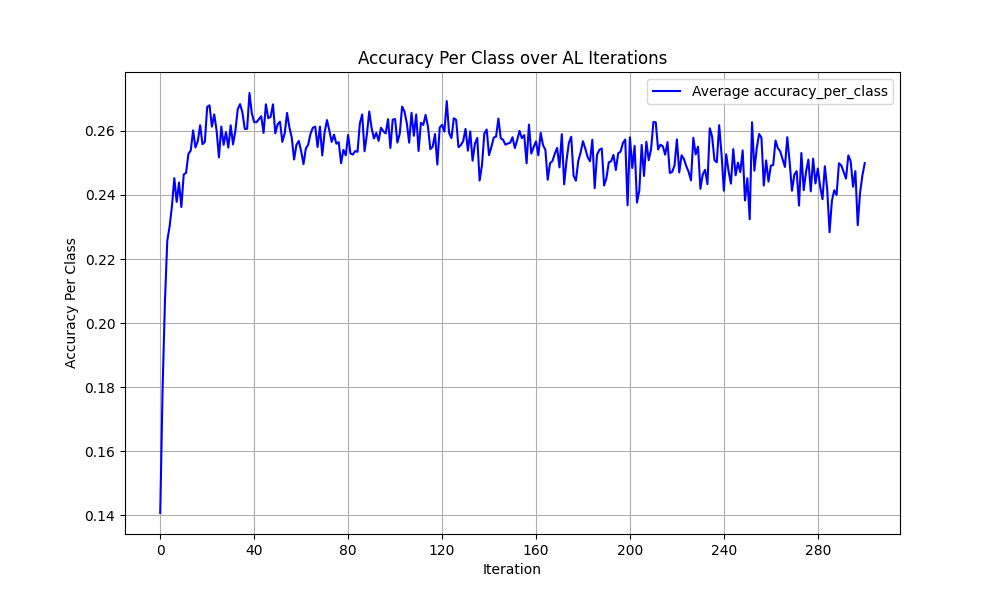 Accuracy Per Class over AL Iterations
Average accuracy_per_class
Accuracy Per Class
0.26
0.24
0.22
0.20
0.18
0.16
0.14
0 40 80 120 160 200 240 280
Iteration